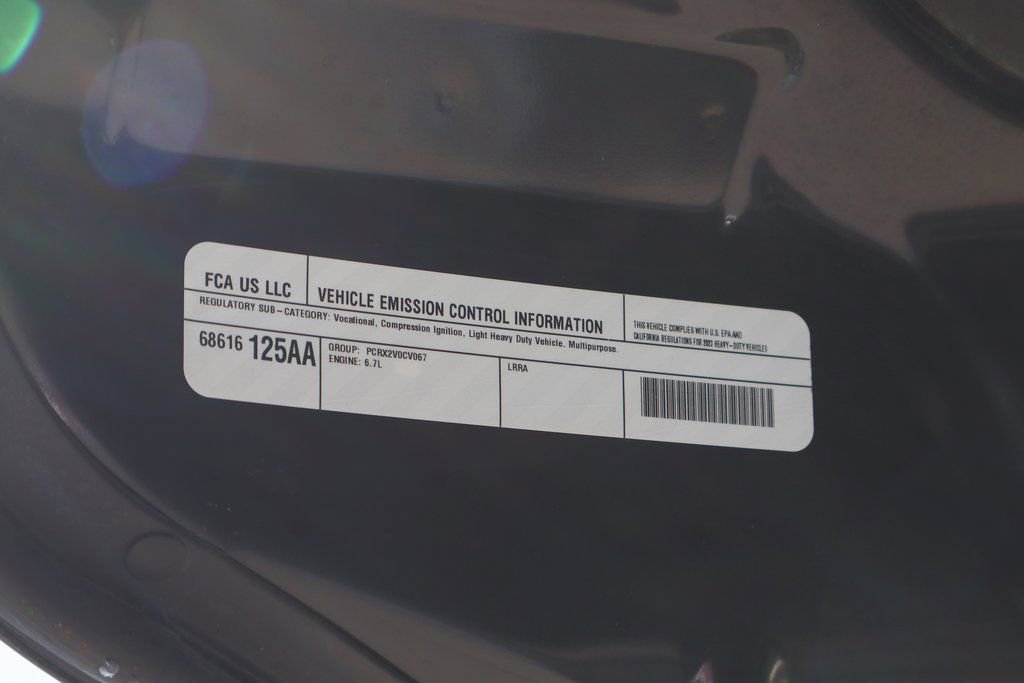 FCA US LLC
VEHICLE EMISSION CONTROL INFORMATION
THIS VEHICLE COMPLIES WITH U.S. EPA AND
CALIFORNIA REGULATIONS FOR 2023 HEAVY-DUTY VEHICLES
REGULATORY SUB-CATEGORY: Vocational, Compression Ignition, Light Heavy Duty Vehicle, Multipurpose.
68616 125AA
GROUP: PCRX2V0CV067
ENGINE: 6.7L
LRRA